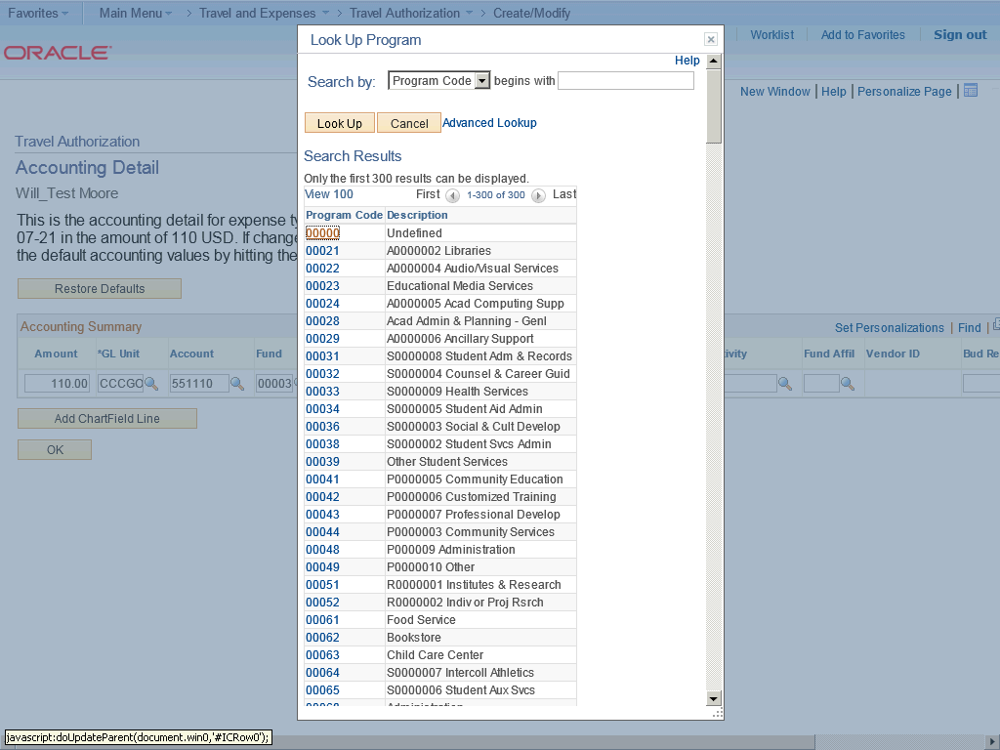 Favorites
Main Menu
Travel and Expenses
Travel Authorization
Create/Modify
ORACLE
Worklist
Add to Favorites
Sign out
New Window
Help
Personalize Page
Travel Authorization
Accounting Detail
Will_Test Moore
This is the accounting detail for expense
07-21 in the amount of 110 USD. If
the default accounting values by hitting the
Restore Defaults
Accounting Summary
Set Personalizations | Find |
Amount *GL Unit Account Fund
Fund Affil Vendor ID
110.00 CCCGO 551110 00003
Add ChartField Line
OK
Look Up Program
Help
Search by: Program Code begins with
Look Up Cancel Advanced Lookup
Search Results
Only the first 300 results can be displayed.
View 100 First 1-300 of 300 Last
Program Code Description
00000 Undefined
00021 A0000002 Libraries
00022 A0000004 Audio/Visual Services
00023 Educational Media Services
00024 A0000005 Acad Computing Supp
00028 Acad Admin & Planning - Genl
00029 A0000006 Ancillary Support
00031 S0000008 Student Adm & Records
00032 S0000004 Counsel & Career Guid
00033 S0000009 Health Services
00034 S0000005 Student Aid Admin
00036 S0000003 Social & Cult Develop
00038 S0000002 Student Svcs Admin
00039 Other Student Services
00041 P0000005 Community Education
00042 P0000006 Customized Training
00043 P0000007 Professional Develop
00044 P0000003 Community Services
00048 P000009 Administration
00049 P0000010 Other
00051 R0000001 Institutes & Research
00052 R0000002 Indiv or Proj Rsrch
00061 Food Service
00062 Bookstore
00063 Child Care Center
00064 S0000007 Intercoll Athletics
00065 S0000006 Student Aux Svcs
javascript:doUpdateParent(document.win0,'#ICRow0');